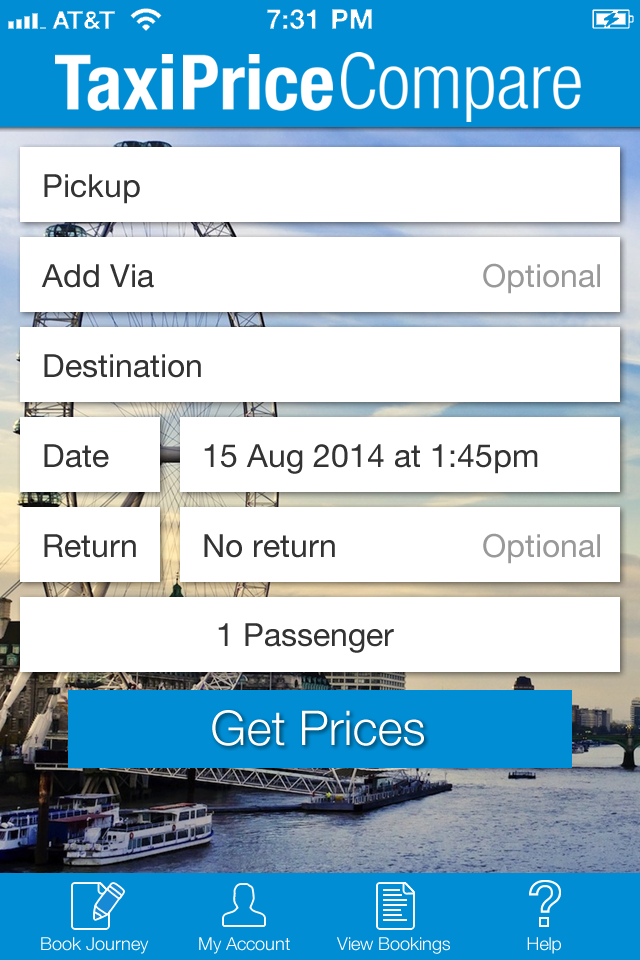 AT&T 7:31 PM
TaxiPriceCompare
Pickup
Add Via Optional
Destination
Date 15 Aug 2014 at 1:45pm
Return No return Optional
1 Passenger
Get Prices
Book Journey My Account View Bookings Help